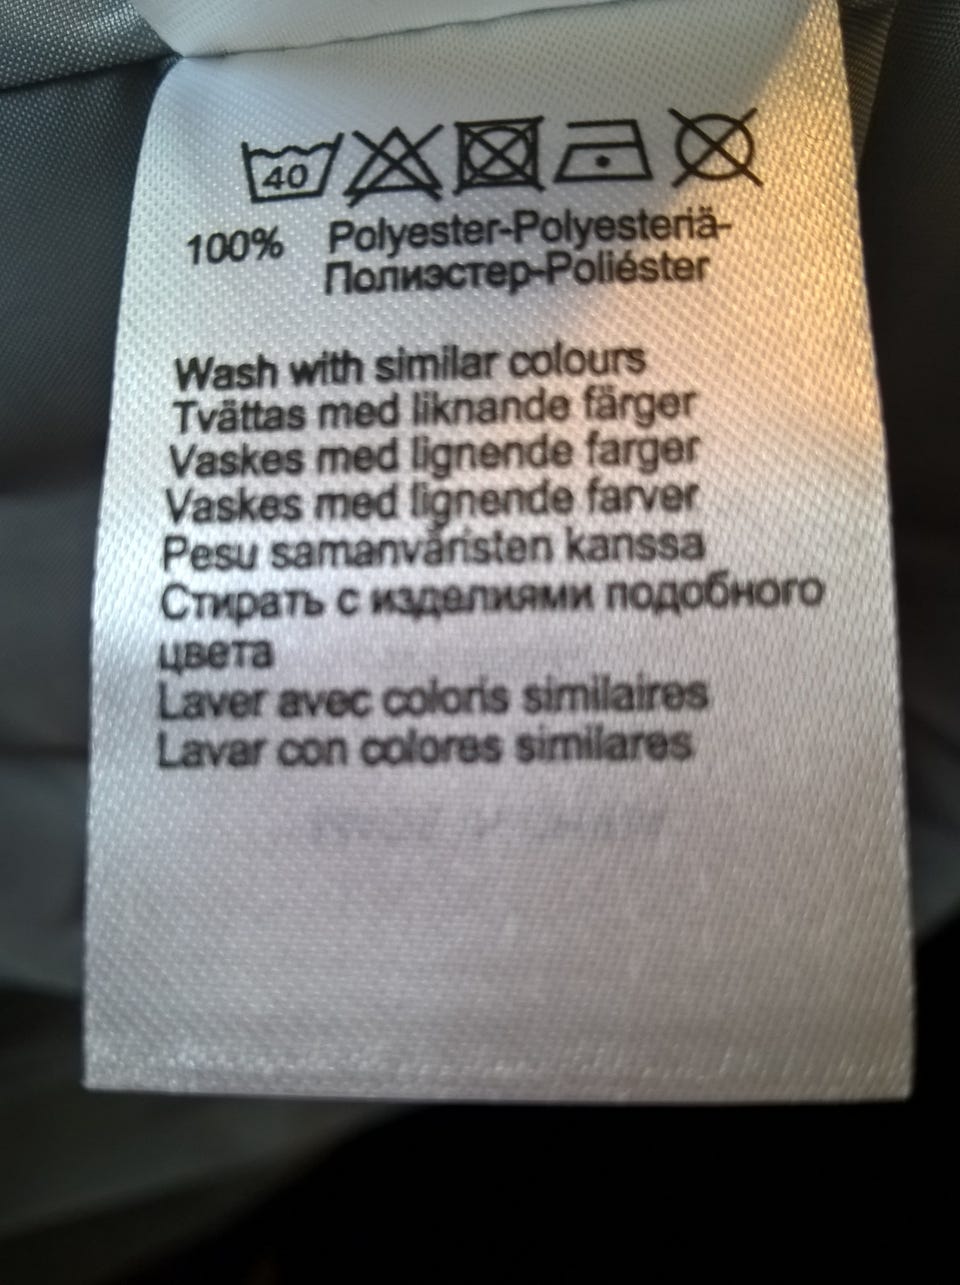 40
100% Polyester-Polyesteriä-
Полиэстер-Poliéster
Wash with similar colours
Tvättas med liknande färger
Vaskes med lignende farger
Vaskes med lignende farver
Pesu samanväristen kanssa
Стирать с изделиями подобного
цвета
Laver avec coloris similaires
Lavar con colores similares